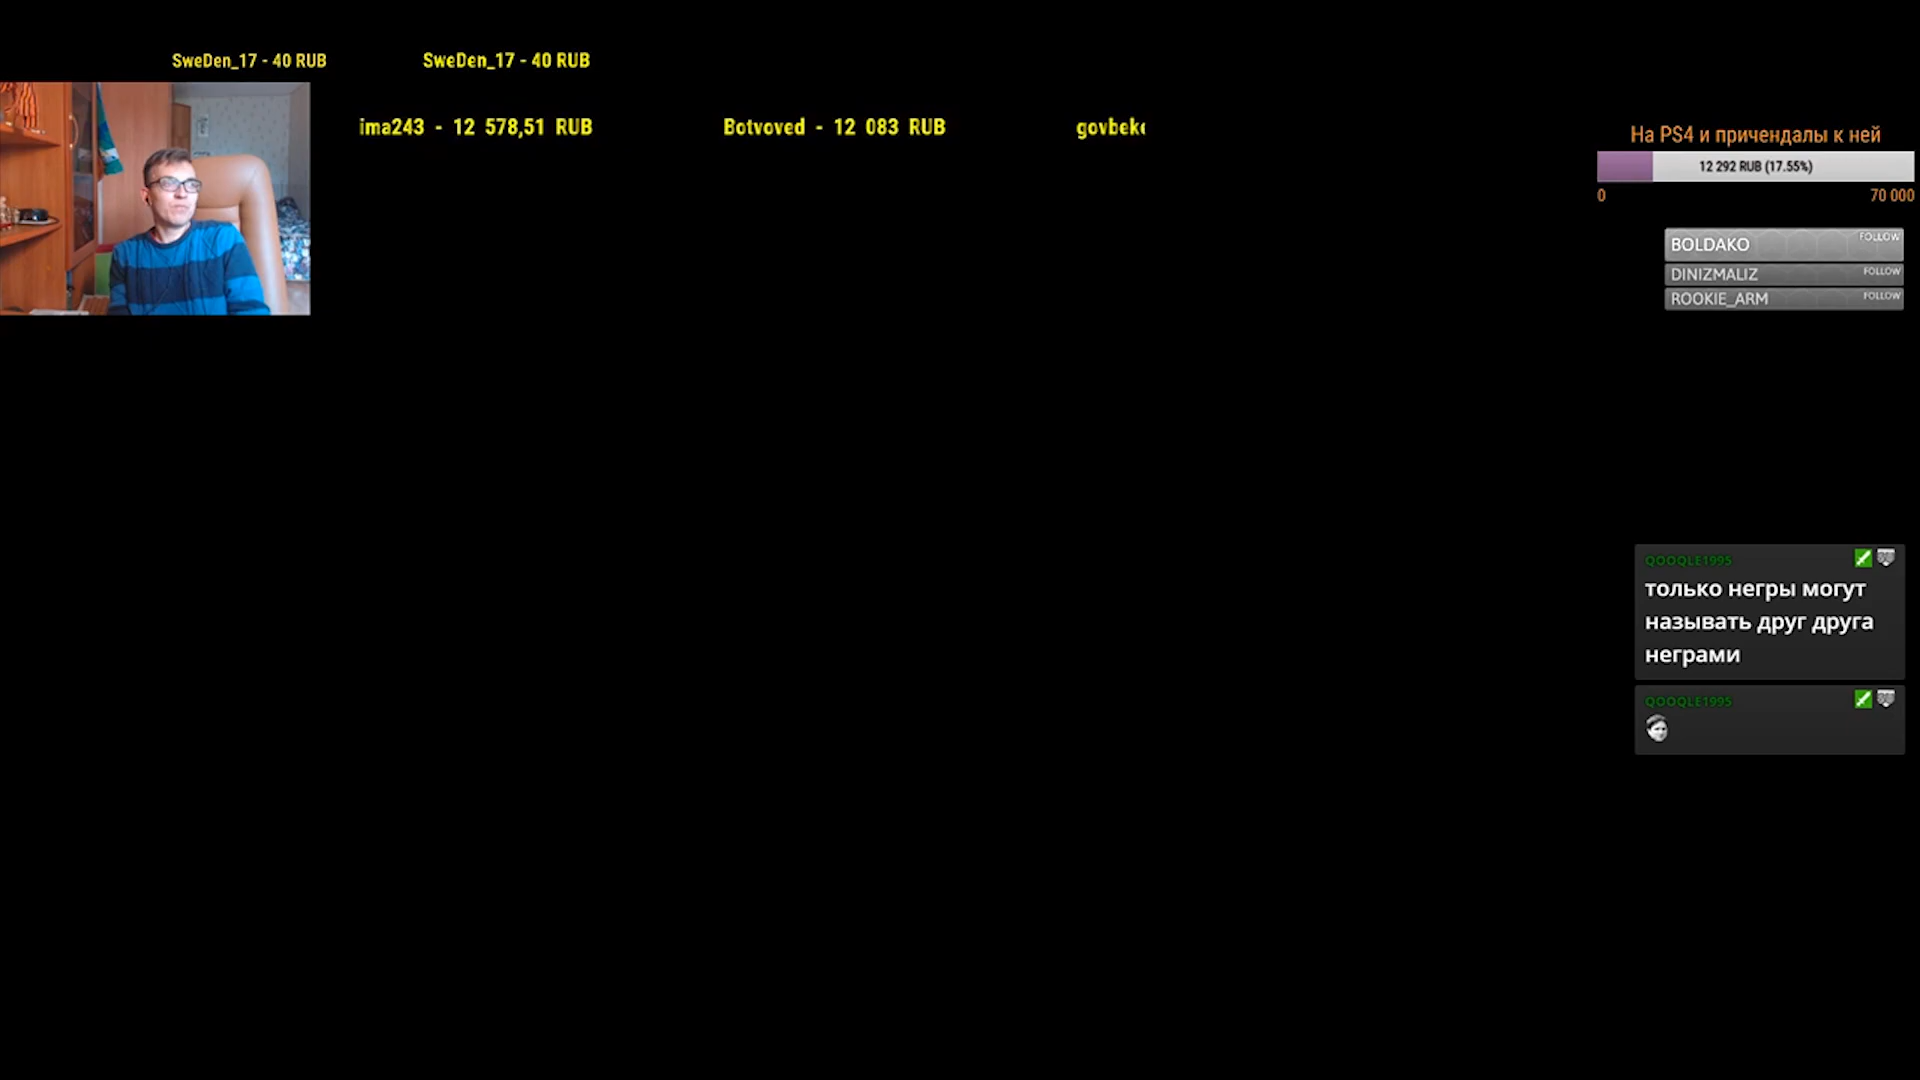 SweDen_17 - 40 RUB
SweDen_17 - 40 RUB
ima243 - 12 578,51 RUB
Botvoved - 12 083 RUB
На PS4 и причендалы к ней
12 292 RUB (17.55%)
0
70 000
BOLDAKO
FOLLOW
DINIZMALIZ
FOLLOW
ROOKIE_ARM
FOLLOW
QOOQLE1995
только негры могут
называть друг друга
неграми
QOOQLE1995